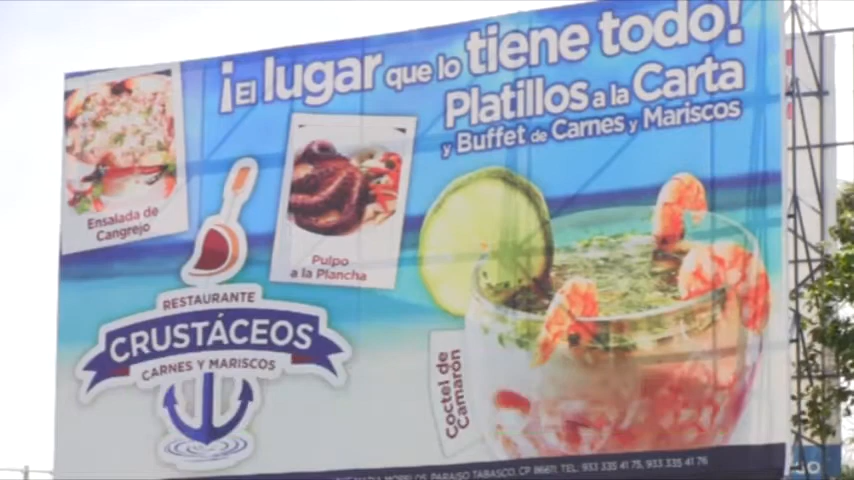 ¡El lugar que lo tiene todo!
Platillos a la Carta
y Buffet de Carnes y Mariscos
Ensalada de
Cangrejo
Pulpo
a la Plancha
RESTAURANTE
CRUSTÁCEOS
CARNES Y MARISCOS
Coctel de
Camarón
MORELOS, PARAISO TABASCO, CP 86611, TEL. 933 335 41 75, 933 335 41 76